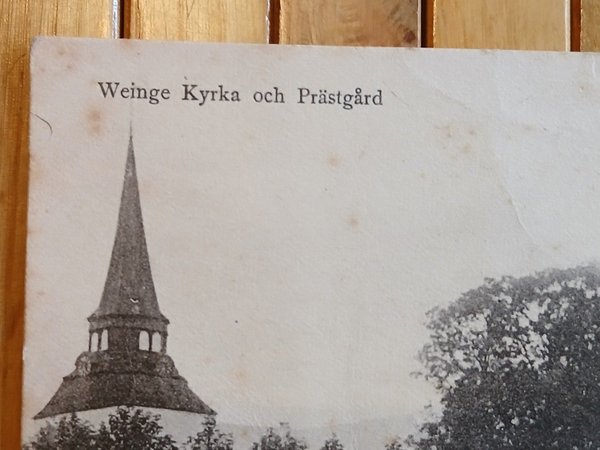 Weinge Kyrka och Prästgård